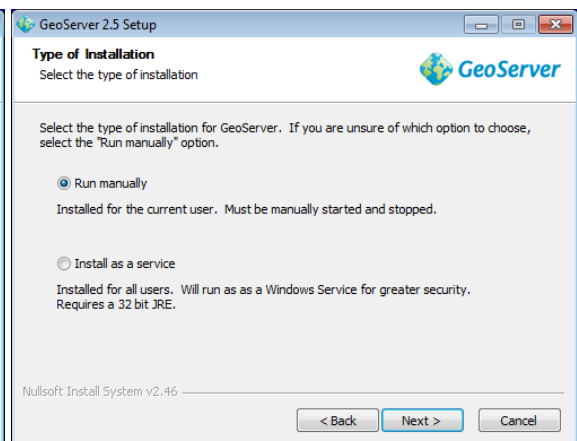 GeoServer 2.5 Setup
Type of Installation
Select the type of installation
GeoServer
Select the type of installation for GeoServer. If you are unsure of which option to choose,
select the "Run manually" option.
Run manually
Installed for the current user. Must be manually started and stopped.
Install as a service
Installed for all users. Will run as as a Windows Service for greater security.
Requires a 32 bit JRE.
Nullsoft Install System v2.46
< Back Next > Cancel